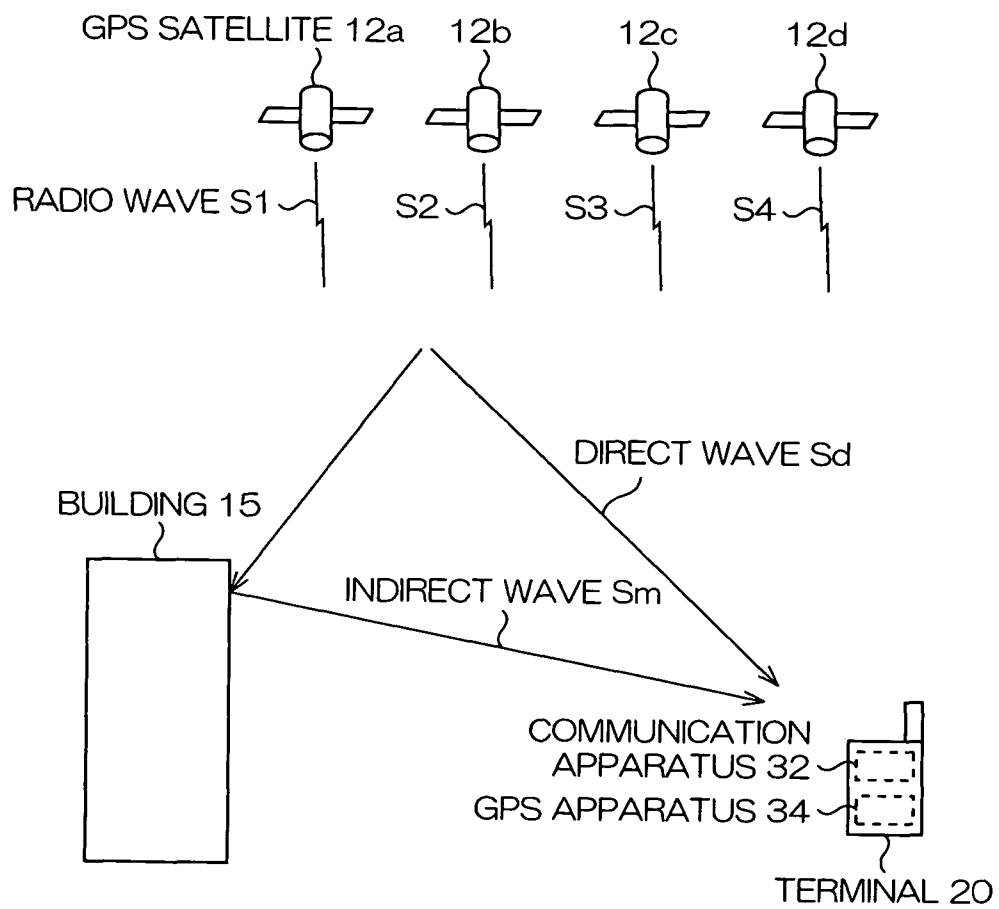 GPS SATELLITE 12a 12b 12c 12d
RADIO WAVE S1 S2 S3 S4
DIRECT WAVE Sd
BUILDING 15
INDIRECT WAVE Sm
COMMUNICATION
APPARATUS 32
GPS APPARATUS 34
TERMINAL 20